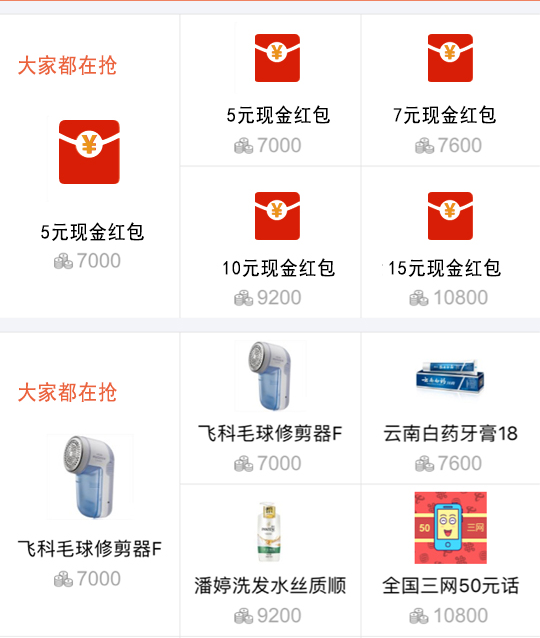 大家都在抢
¥
5元现金红包
7000
¥
5元现金红包
7000
¥
7元现金红包
7600
¥
10元现金红包
9200
¥
15元现金红包
10800
大家都在抢
飞科毛球修剪器F
7000
飞科毛球修剪器F
7000
云南白药
云南白药牙膏18
7600
潘婷洗发水丝质顺
9200
50
三网
全国三网50元话
10800